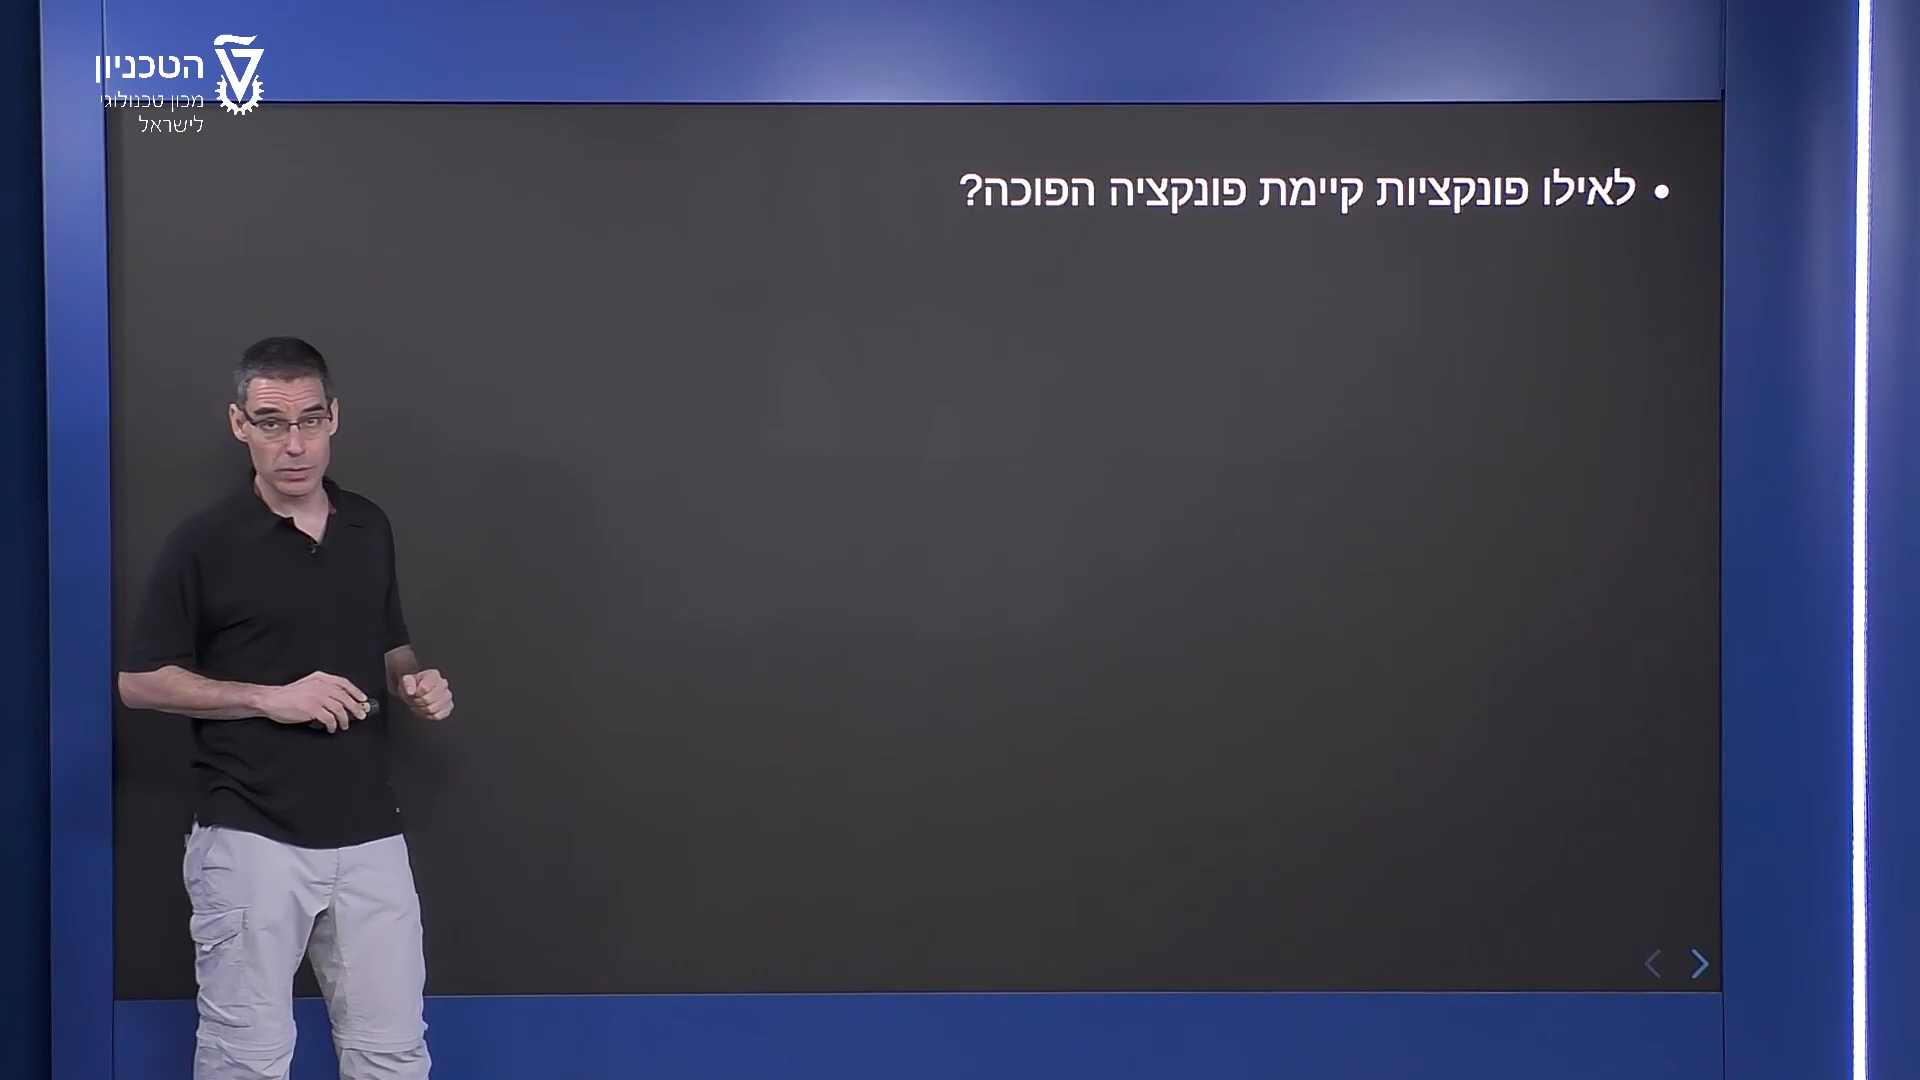 הטכניון
מכון טכנולוגי
לישראל
• לאילו פונקציות קיימת פונקציה הפוכה?